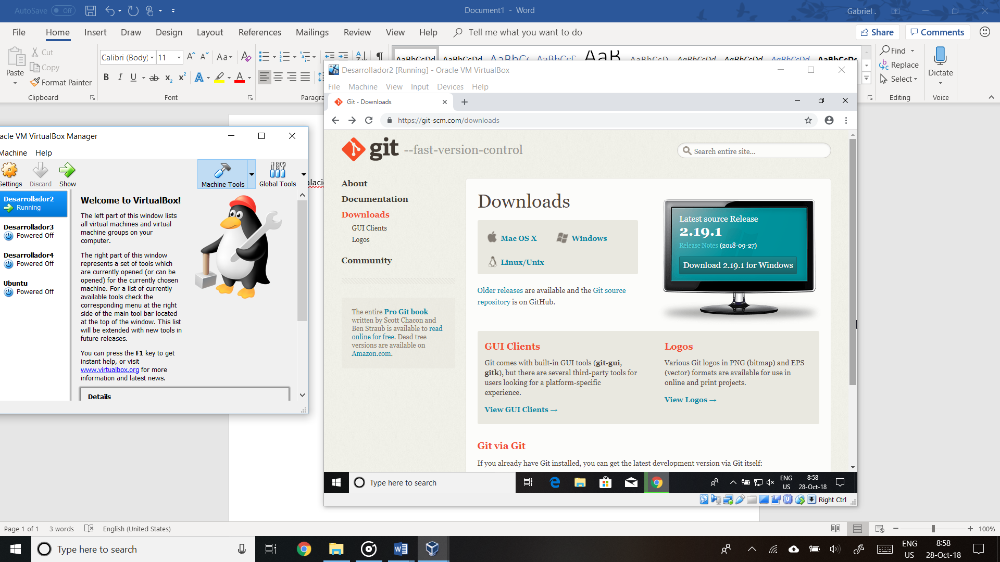 AutoSave Off
Document1 - Word
Gabriel .
File Home Insert Draw Design Layout References Mailings Review View Help Tell me what you want to do
Share Comments
Paste
Cut
Copy
Format Painter
Clipboard
Calibri (Body) 11
Font
Paragra
AaBbCcDd AaBbCcDd AaBbC AaBbCcD AaB AaBbCcD AaBbCcDd AaBbCcDd AaBbCcDd AaBbCcDc
Find
Replace
Select
Editing
Dictate
Voice
acle VM VirtualBox Manager
Machine Help
Settings Discard Show
Machine Tools Global Tools
Desarrollador2
Running
Desarrollador3
Powered Off
Desarrollador4
Powered Off
Ubuntu
Powered Off
Welcome to VirtualBox!
The left part of this window lists
all virtual machines and virtual
machine groups on your
computer.
The right part of this window
represents a set of tools which
are currently opened (or can be
opened) for the currently chosen
machine. For a list of currently
available tools check the
corresponding menu at the right
side of the main tool bar located
at the top of the window. This list
will be extended with new tools in
future releases.
You can press the F1 key to get
instant help, or visit
www.virtualbox.org for more
information and latest news.
Details
alacio
Desarrollador2 [Running] - Oracle VM VirtualBox
File Machine View Input Devices Help
Git - Downloads
https://git-scm.com/downloads
git --fast-version-control
Search entire site...
About
Documentation
Downloads
GUI Clients
Logos
Community
The entire Pro Git book
written by Scott Chacon and
Ben Straub is available to read
online for free. Dead tree
versions are available on
Amazon.com.
Downloads
Mac OS X Windows
Linux/Unix
Older releases are available and the Git source
repository is on GitHub.
Latest source Release
2.19.1
Release Notes (2018-09-27)
Download 2.19.1 for Windows
GUI Clients
Git comes with built-in GUI tools (git-gui,
gitk), but there are several third-party tools for
users looking for a platform-specific
experience.
View GUI Clients →
Logos
Various Git logos in PNG (bitmap) and EPS
(vector) formats are available for use in
online and print projects.
View Logos →
Git via Git
If you already have Git installed, you can get the latest development version via Git itself:
Type here to search
ENG
US
8:58
28-Oct-18
Right Ctrl
Page 1 of 1 3 words English (United States)
100%
Type here to search
ENG
US
8:58
28-Oct-18